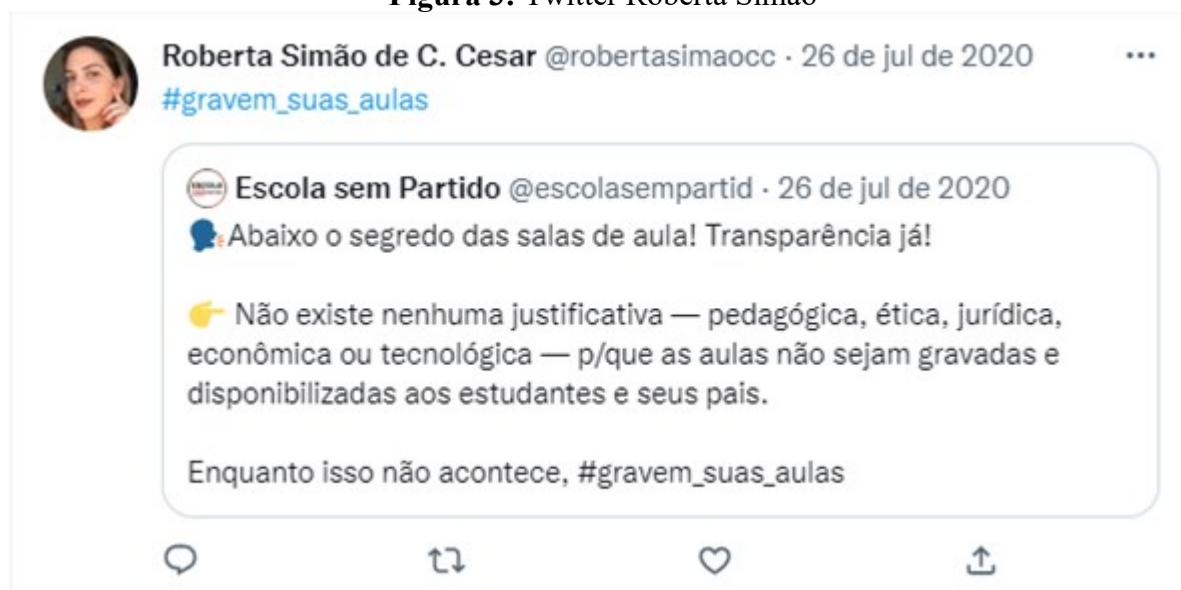 Figura 3: Twitter Roberta Simão
Roberta Simão de C. Cesar @robertasimaocc · 26 de jul de 2020
#gravem_suas_aulas
Escola sem Partido @escolasempartid · 26 de jul de 2020
🗣Abaixo o segredo das salas de aula! Transparência já!
👉 Não existe nenhuma justificativa — pedagógica, ética, jurídica,
econômica ou tecnológica — p/que as aulas não sejam gravadas e
disponibilizadas aos estudantes e seus pais.
Enquanto isso não acontece, #gravem_suas_aulas